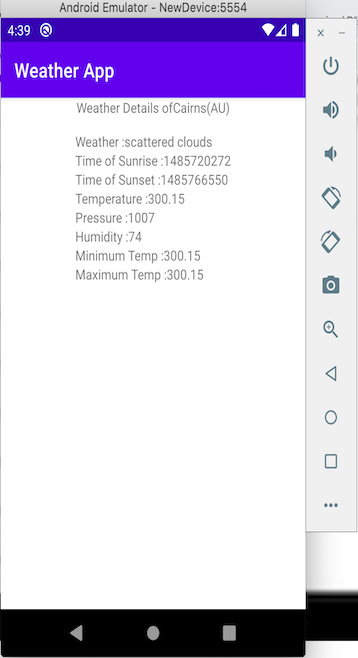 Android Emulator - NewDevice:5554
4:39
Weather App
Weather Details ofCairns(AU)
Weather :scattered clouds
Time of Sunrise :1485720272
Time of Sunset :1485766550
Temperature :300.15
Pressure :1007
Humidity :74
Minimum Temp :300.15
Maximum Temp :300.15